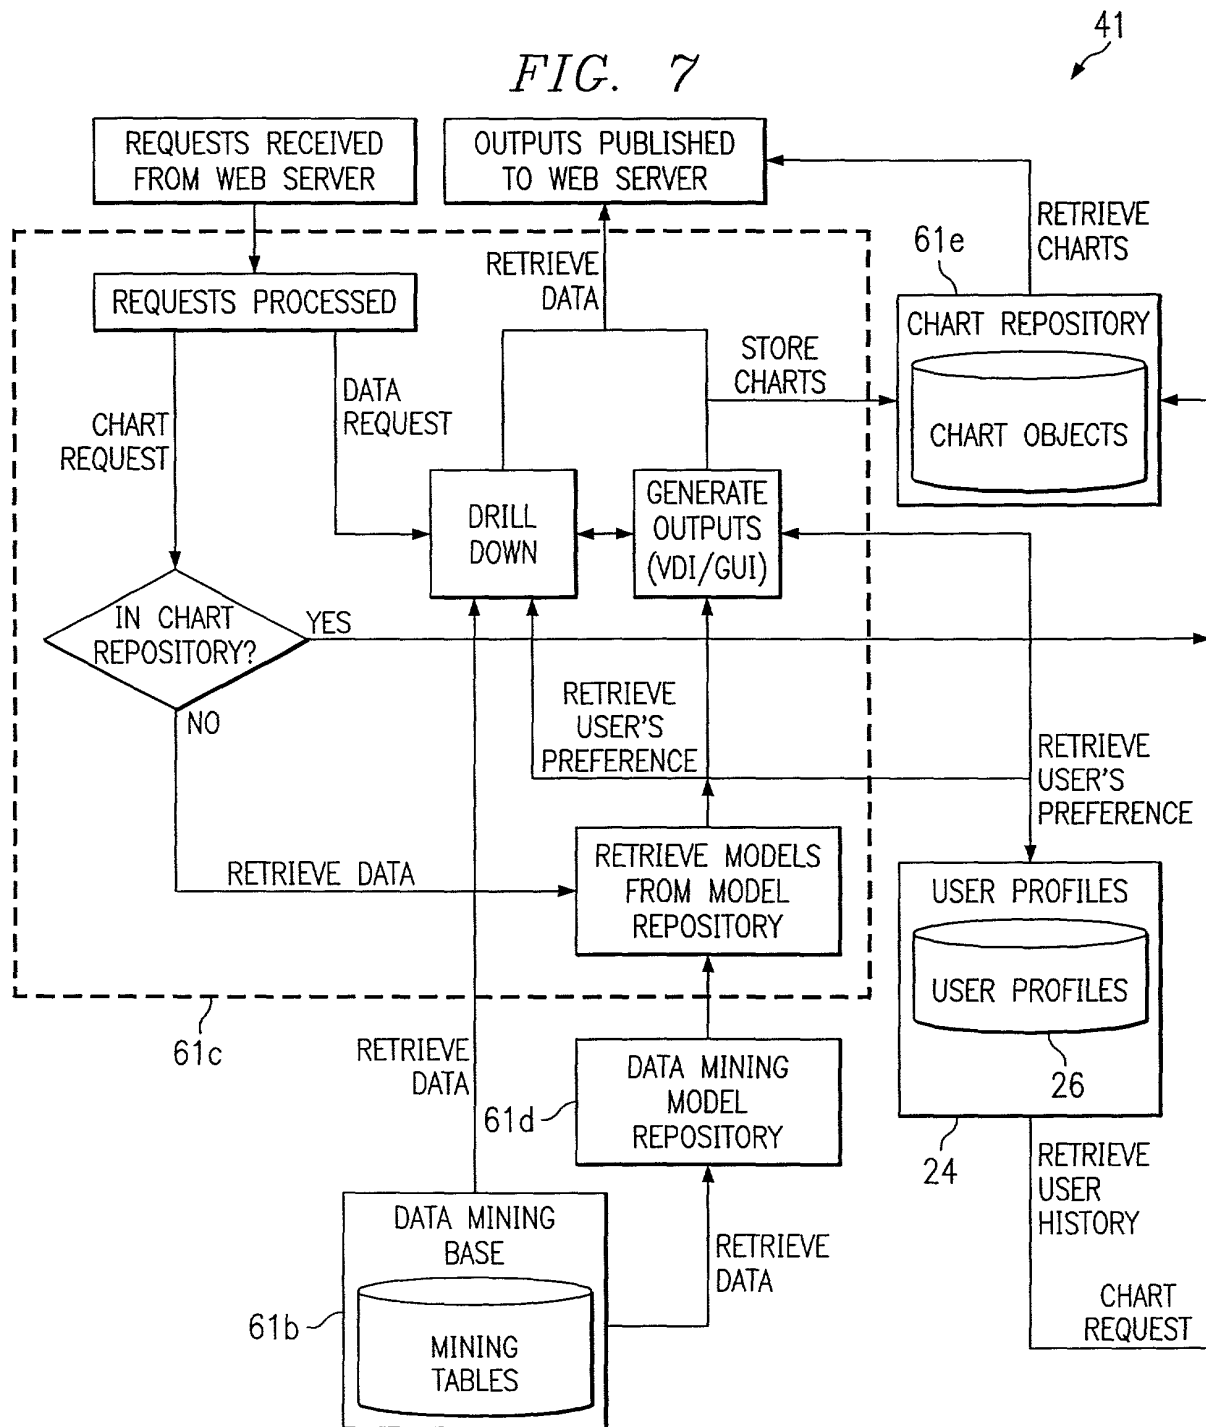 41
FIG. 7
REQUESTS RECEIVED
FROM WEB SERVER
OUTPUTS PUBLISHED
TO WEB SERVER
RETRIEVE
CHARTS
61e
RETRIEVE
DATA
REQUESTS PROCESSED
CHART REPOSITORY
CHART OBJECTS
STORE
CHARTS
DATA
REQUEST
CHART
REQUEST
DRILL
DOWN
GENERATE
OUTPUTS
(VDI/GUI)
IN CHART
REPOSITORY?
YES
NO
RETRIEVE
USER'S
PREFERENCE
RETRIEVE
USER'S
PREFERENCE
RETRIEVE DATA
RETRIEVE MODELS
FROM MODEL
REPOSITORY
USER PROFILES
USER PROFILES
26
24
61c
RETRIEVE
DATA
61d
DATA MINING
MODEL
REPOSITORY
RETRIEVE
USER
HISTORY
DATA MINING
BASE
RETRIEVE
DATA
61b
MINING
TABLES
CHART
REQUEST